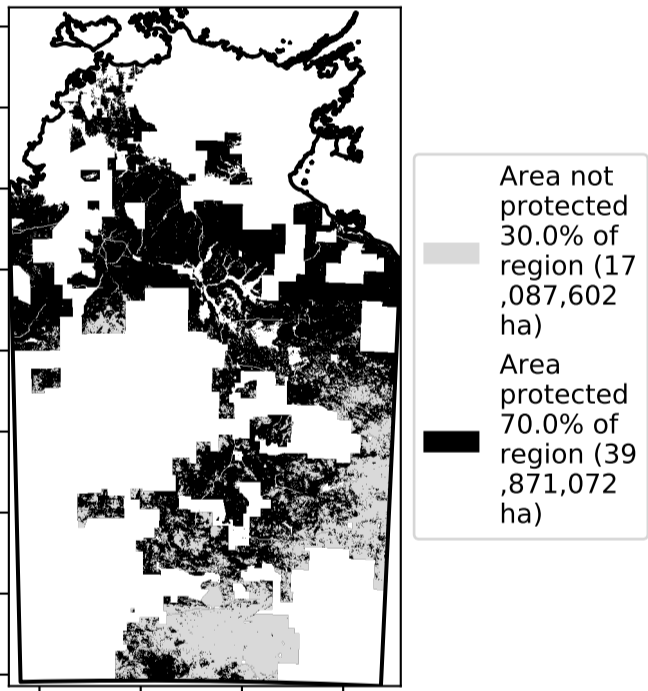 Area not
protected
30.0% of
region (17
,087,602
ha)
Area
protected
70.0% of
region (39
,871,072
ha)